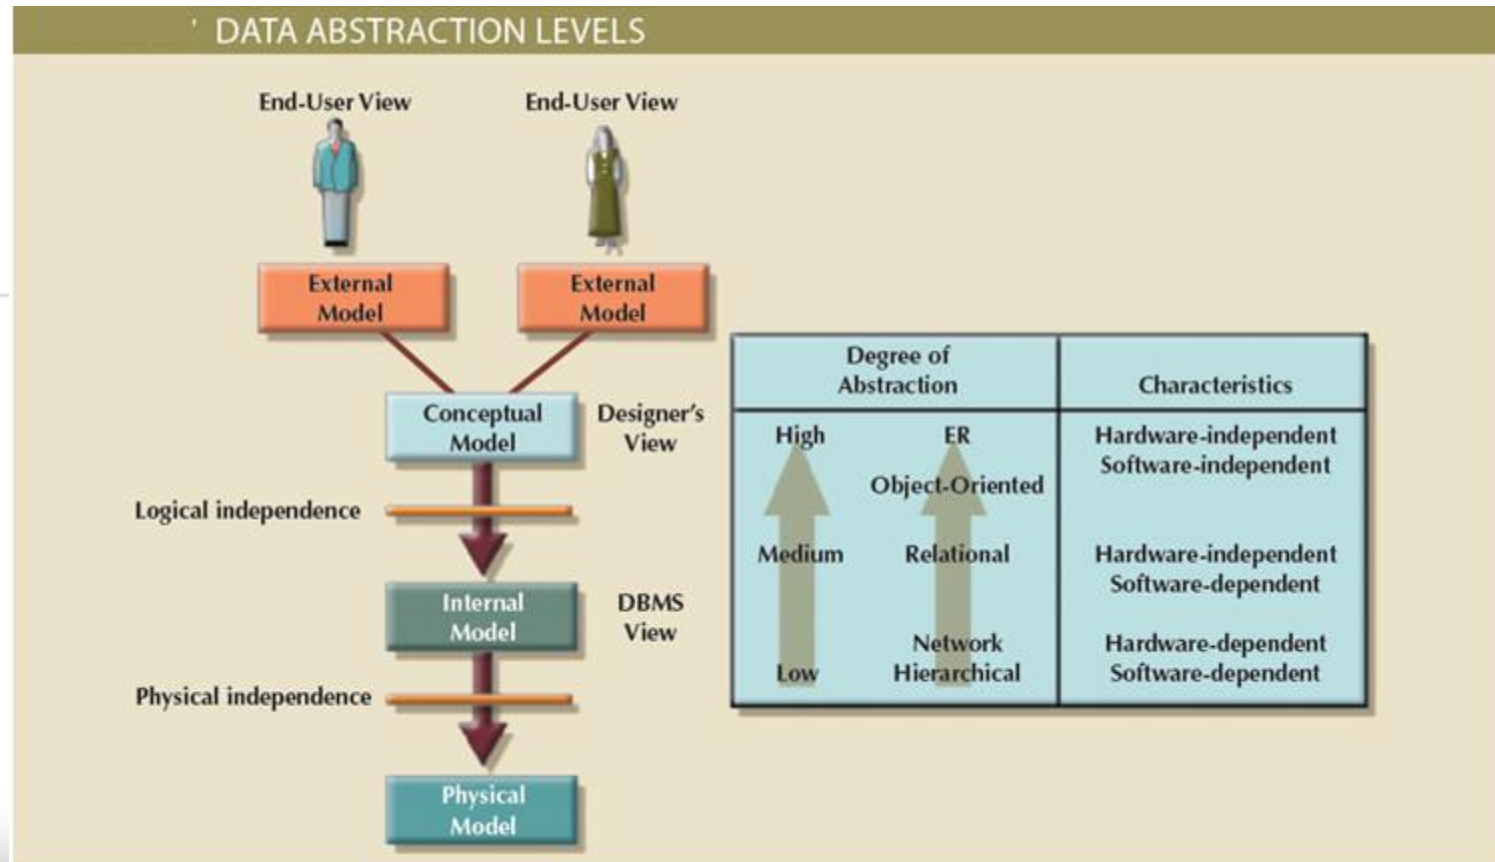 ' DATA ABSTRACTION LEVELS
End-User View
End-User View
External
Model
External
Model
Conceptual
Model
Designer's
View
Logical independence
Internal
Model
DBMS
View
Physical independence
Physical
Model
Degree of
Abstraction
Characteristics
High
ER
Hardware-independent
Software-independent
Object-Oriented
Medium
Relational
Hardware-independent
Software-dependent
Low
Network
Hierarchical
Hardware-dependent
Software-dependent